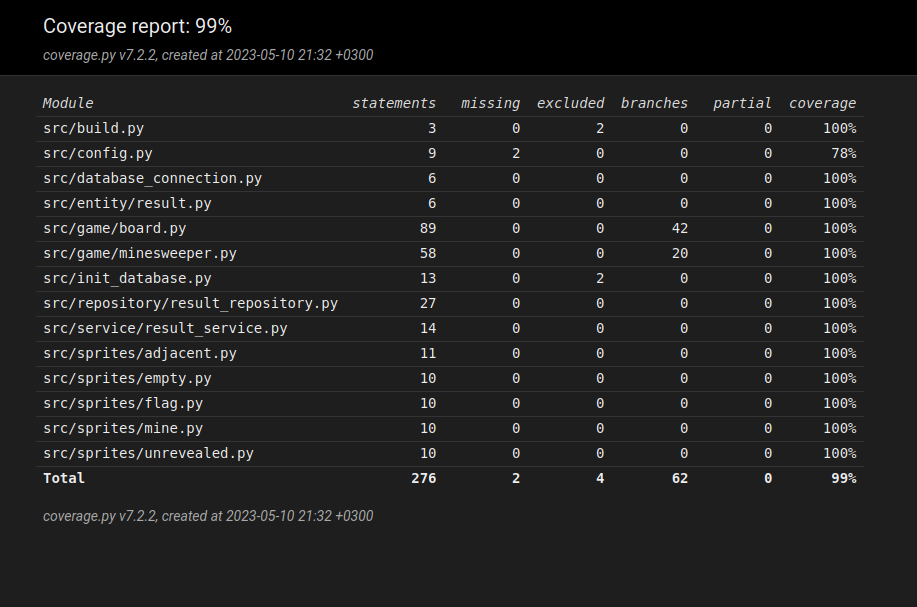 Coverage report: 99%
coverage.py v7.2.2, created at 2023-05-10 21:32 +0300
Module statements missing excluded branches partial coverage
src/build.py 3 0 2 0 0 100%
src/config.py 9 2 0 0 0 78%
src/database_connection.py 6 0 0 0 0 100%
src/entity/result.py 6 0 0 0 0 100%
src/game/board.py 89 0 0 42 0 100%
src/game/minesweeper.py 58 0 0 20 0 100%
src/init_database.py 13 0 2 0 0 100%
src/repository/result_repository.py 27 0 0 0 0 100%
src/service/result_service.py 14 0 0 0 0 100%
src/sprites/adjacent.py 11 0 0 0 0 100%
src/sprites/empty.py 10 0 0 0 0 100%
src/sprites/flag.py 10 0 0 0 0 100%
src/sprites/mine.py 10 0 0 0 0 100%
src/sprites/unrevealed.py 10 0 0 0 0 100%
Total 276 2 4 62 0 99%
coverage.py v7.2.2, created at 2023-05-10 21:32 +0300